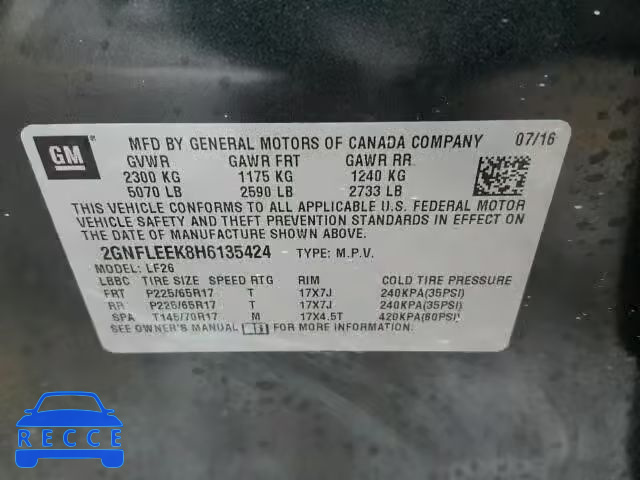 GM
MFD BY GENERAL MOTORS OF CANADA COMPANY 07/16
GVWR GAWR FRT GAWR RR
2300 KG 1175 KG 1240 KG
5070 LB 2590 LB 2733 LB
THIS VEHICLE CONFORMS TO ALL APPLICABLE U.S. FEDERAL MOTOR
VEHICLE SAFETY AND THEFT PREVENTION STANDARDS IN EFFECT ON
THE DATE OF MANUFACTURE SHOWN ABOVE.
2GNFLEEK8H6135424 TYPE: M.P.V.
MODEL: LF26
LBBC TIRE SIZE SPEED RTG RIM COLD TIRE PRESSURE
FRT P225/65R17 T 17X7J 240KPA(35PSI)
RR P225/65R17 T 17X7J 240KPA(35PSI)
SPA T145/70R17 M 17X4.5T 420KPA(60PSI)
SEE OWNER'S MANUAL FOR MORE INFORMATION.
RECCE